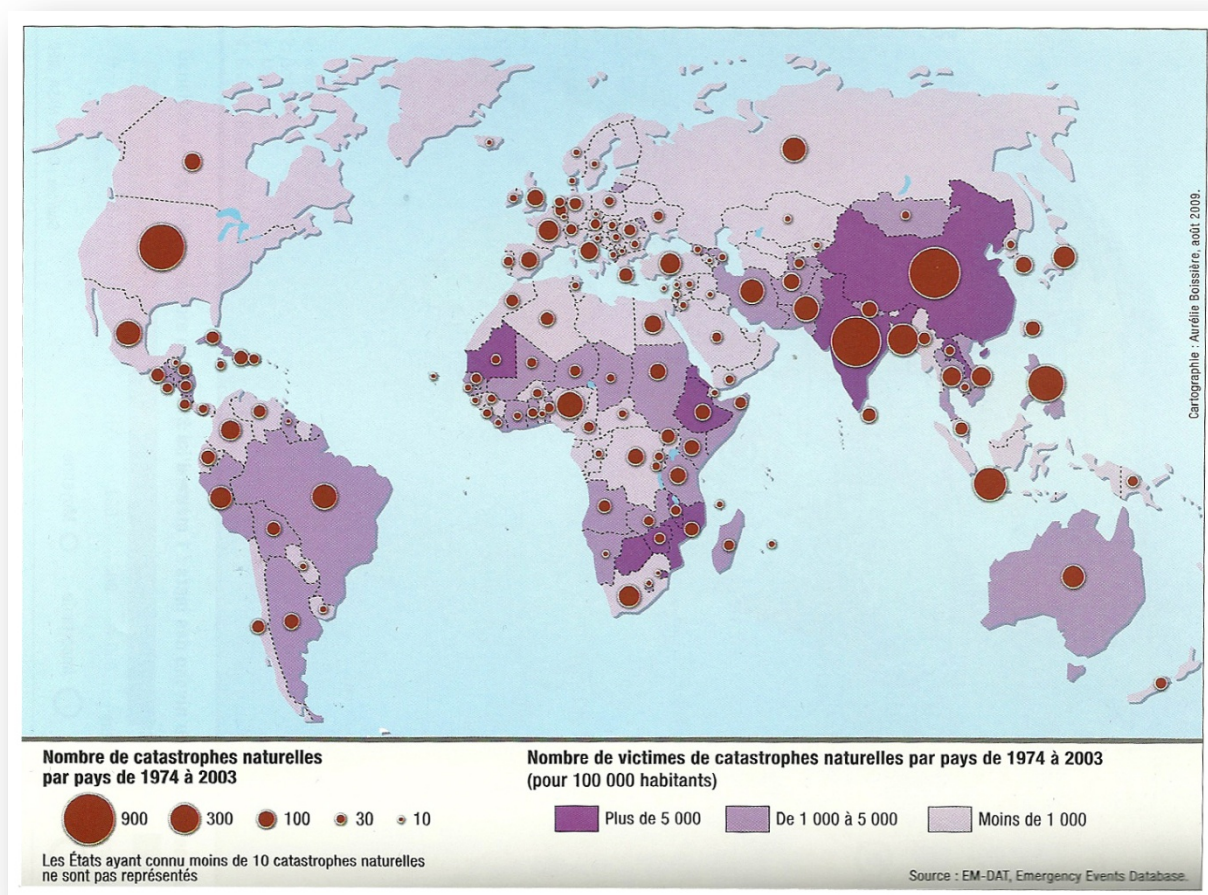 Cartographie : Aurélie Boissière, août 2009.
Nombre de catastrophes naturelles
par pays de 1974 à 2003
900
300
100
30
10
Les États ayant connu moins de 10 catastrophes naturelles
ne sont pas représentés
Nombre de victimes de catastrophes naturelles par pays de 1974 à 2003
(pour 100 000 habitants)
Plus de 5 000
De 1 000 à 5 000
Moins de 1 000
Source : EM-DAT, Emergency Events Database.